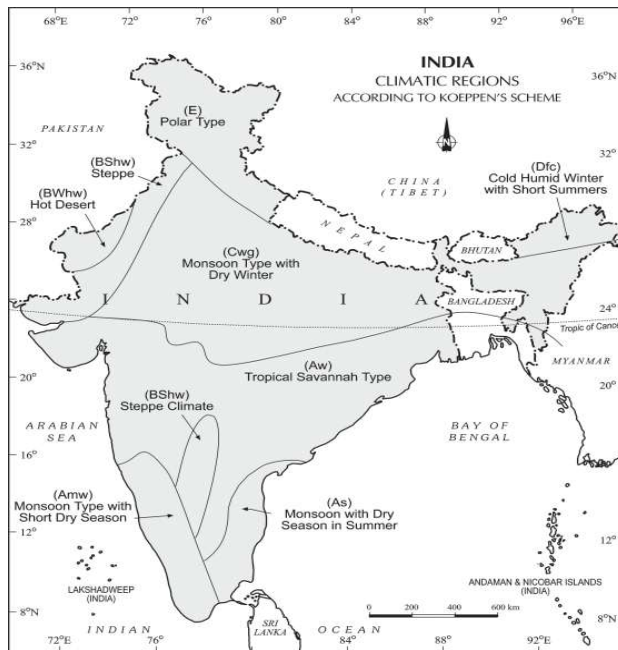 68°E
72°
76°
80°
84°
88°
92°
96°E
INDIA
CLIMATIC REGIONS
ACCORDING TO KOEPPEN'S SCHEME
36°N
36°N
(E)
Polar Type
PAKISTAN
N
32°
32°
(BShw)
Steppe
(BWhw)
Hot Desert
CHINA
(TIBET)
(Dfc)
Cold Humid Winter
with Short Summers
28°
28°
NEPAL
BHUTAN
(Cwg)
Monsoon Type with
Dry Winter
INDIA
BANGLADESH
24°
24°
Tropic of Cancer
MYANMAR
(Aw)
Tropical Savannah Type
20°
20°
(BShw)
Steppe Climate
ARABIAN
SEA
BAY OF
BENGAL
16°
16°
(Amw)
Monsoon Type with
Short Dry Season
(As)
Monsoon with Dry
Season in Summer
12°
12°
LAKSHADWEEP
(INDIA)
ANDAMAN & NICOBAR ISLANDS
(INDIA)
8°N
8°N
0 200 400 600 km
INDIAN OCEAN
SRI
LANKA
72°E
76°
80°
84°
88°
92°E